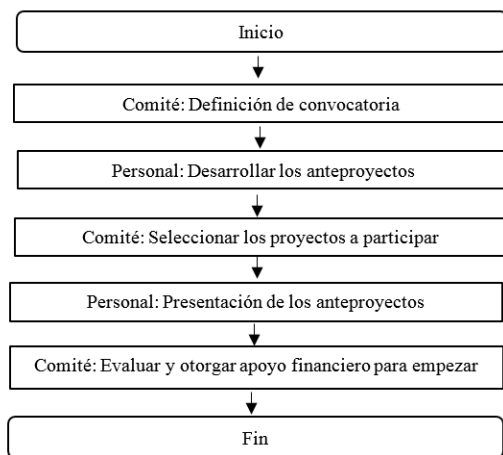 Inicio
Comité: Definición de convocatoria
Personal: Desarrollar los anteproyectos
Comité: Seleccionar los proyectos a participar
Personal: Presentación de los anteproyectos
Comité: Evaluar y otorgar apoyo financiero para empezar
Fin